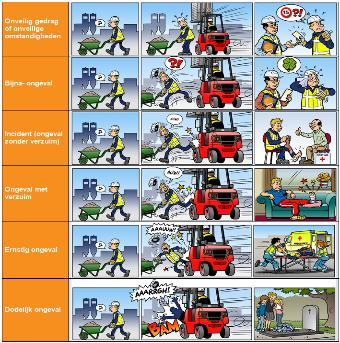 Onveilig gedrag
of onveilige
omstandigheden
?!
?!
Bijna- ongeval
?!
Incident (ongeval
zonder verzuim)
Ongeval met
verzuim
Ernstig ongeval
Dodelijk ongeval
AAARRGH!
BAM